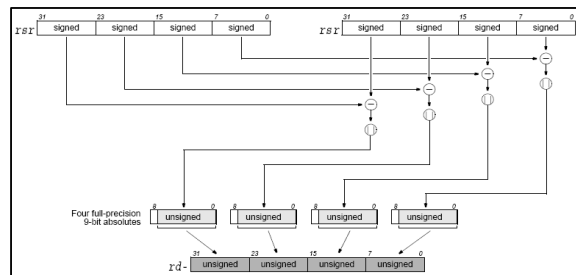 31 23 15 7 0 31 23 15 7 0
rsr signed signed signed signed rsr signed signed signed signed
− − − −
8 0 8 0 8 0 8 0
Four full-precision
9-bit absolutes unsigned unsigned unsigned unsigned
31 23 15 7 0
rd- unsigned unsigned unsigned unsigned